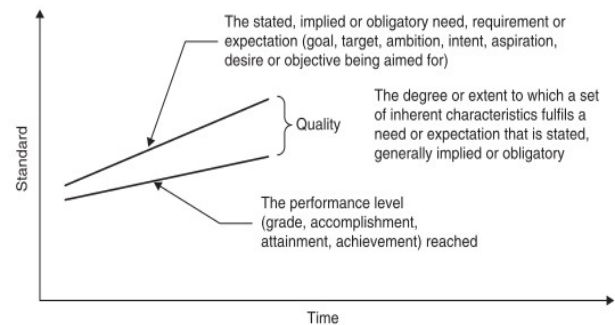 The stated, implied or obligatory need, requirement or
expectation (goal, target, ambition, intent, aspiration,
desire or objective being aimed for)
Quality
The degree or extent to which a set
of inherent characteristics fulfils a
need or expectation that is stated,
generally implied or obligatory
The performance level
(grade, accomplishment,
attainment, achievement) reached
Standard
Time